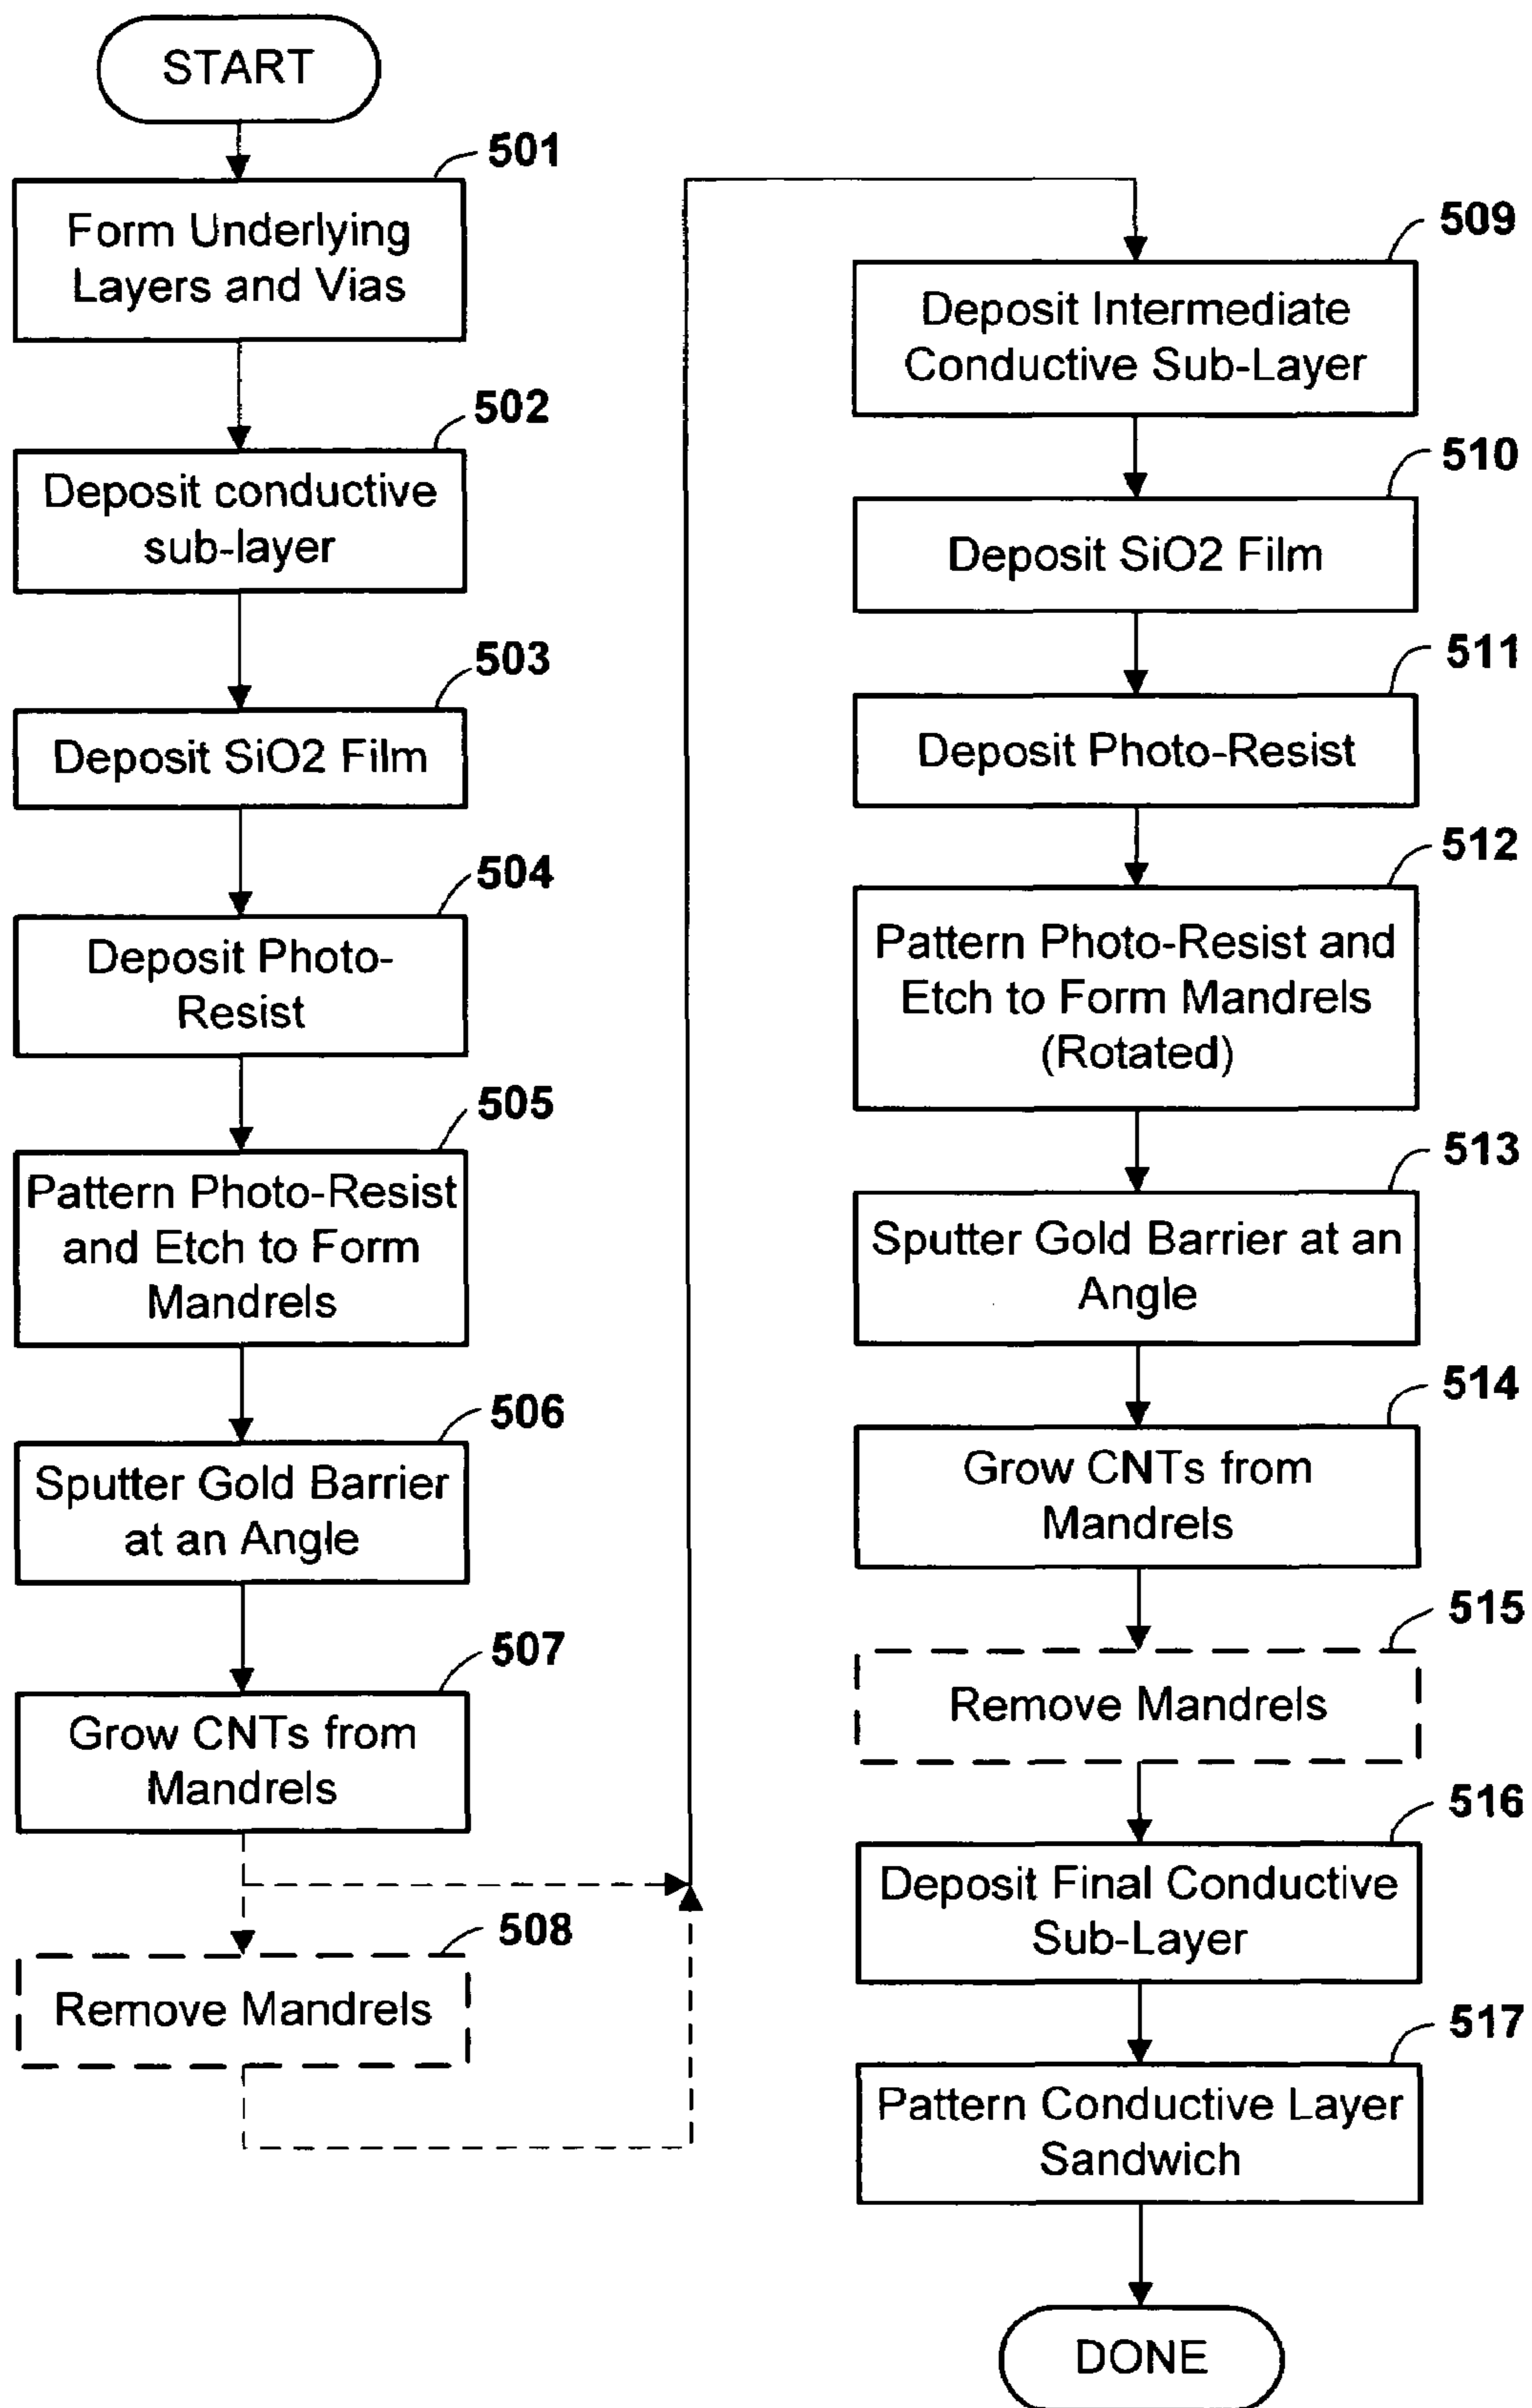 START
501
Form Underlying
Layers and Vias
502
Deposit conductive
sub-layer
503
Deposit SiO2 Film
504
Deposit Photo-
Resist
505
Pattern Photo-Resist
and Etch to Form
Mandrels
506
Sputter Gold Barrier
at an Angle
507
Grow CNTs from
Mandrels
508
Remove Mandrels
509
Deposit Intermediate
Conductive Sub-Layer
510
Deposit SiO2 Film
511
Deposit Photo-Resist
512
Pattern Photo-Resist and
Etch to Form Mandrels
(Rotated)
513
Sputter Gold Barrier at an
Angle
514
Grow CNTs from
Mandrels
515
Remove Mandrels
516
Deposit Final Conductive
Sub-Layer
517
Pattern Conductive Layer
Sandwich
DONE